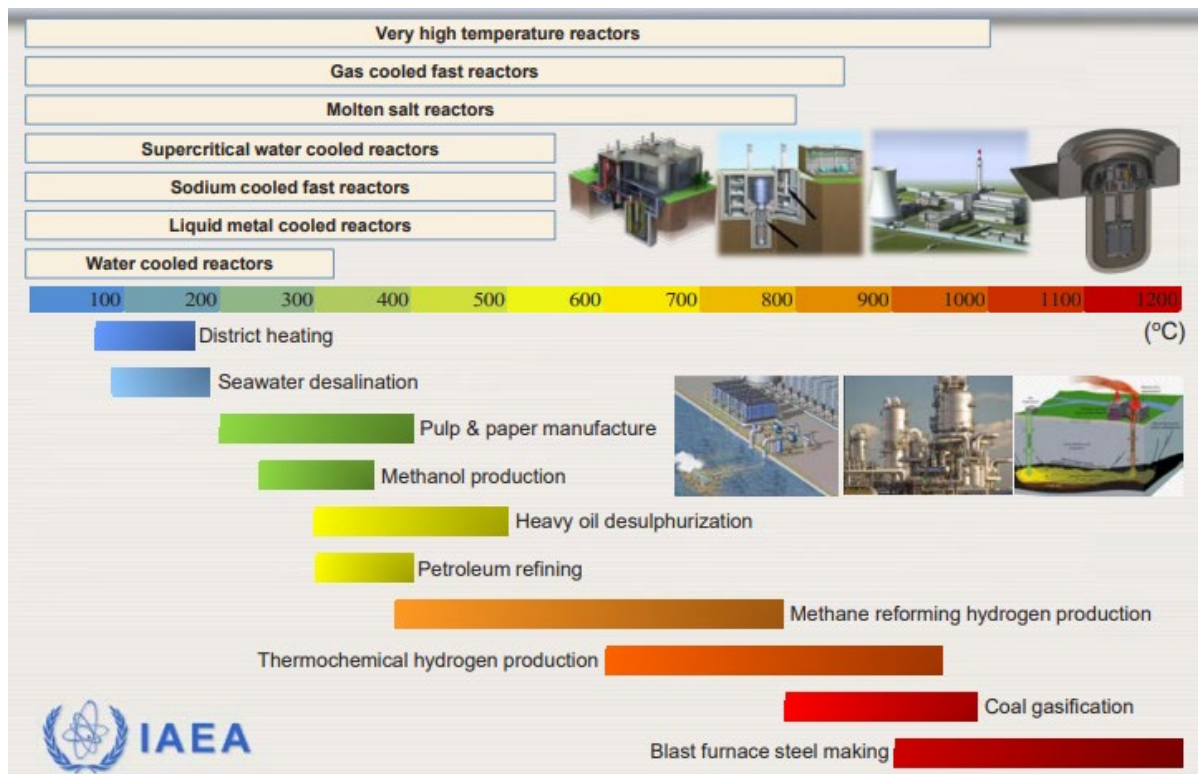 Very high temperature reactors
Gas cooled fast reactors
Molten salt reactors
Supercritical water cooled reactors
Sodium cooled fast reactors
Liquid metal cooled reactors
Water cooled reactors
100 200 300 400 500 600 700 800 900 1000 1100 1200
(°C)
District heating
Seawater desalination
Pulp & paper manufacture
Methanol production
Heavy oil desulphurization
Petroleum refining
Methane reforming hydrogen production
Thermochemical hydrogen production
Coal gasification
IAEA
Blast furnace steel making